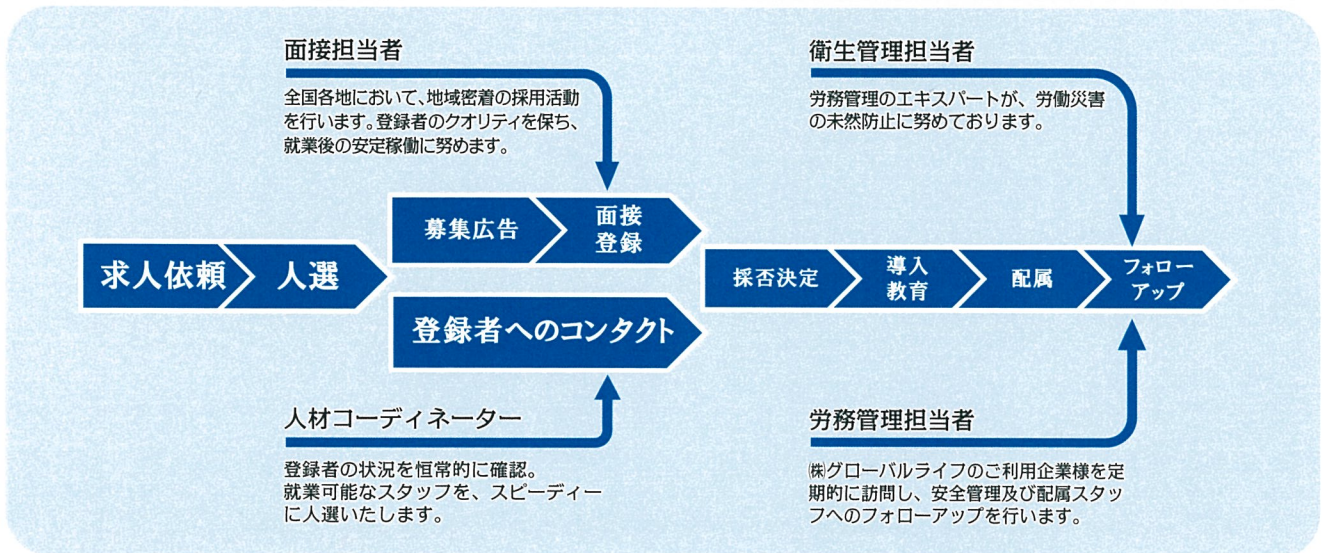 面接担当者
全国各地において、地域密着の採用活動
を行います。登録者のクオリティを保ち、
就業後の安定稼働に努めます。
衛生管理担当者
労務管理のエキスパートが、労働災害
の未然防止に努めております。
求人依頼
人選
募集広告
面接
登録
登録者へのコンタクト
採否決定
導入
教育
配属
フォロー
アップ
人材コーディネーター
登録者の状況を恒常的に確認。
就業可能なスタッフを、スピーディー
に人選いたします。
労務管理担当者
㈱グローバルライフのご利用企業様を定
期的に訪問し、安全管理及び配属スタッ
フへのフォローアップを行います。